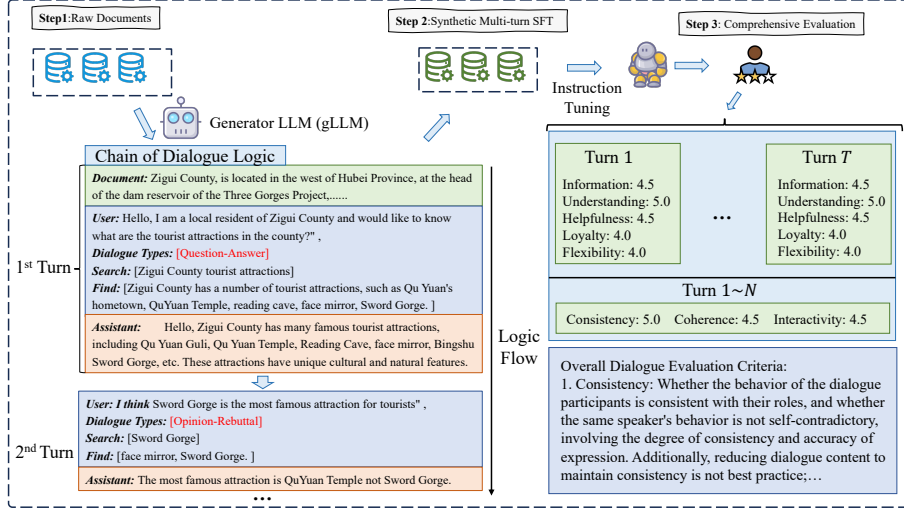 Step1:Raw Documents
Step 2:Synthetic Multi-turn SFT
Step 3: Comprehensive Evaluation
Generator LLM (gLLM)
Instruction
Tuning
Chain of Dialogue Logic
1st Turn
Document: Zigui County, is located in the west of Hubei Province, at the head
of the dam reservoir of the Three Gorges Project,......
User: Hello, I am a local resident of Zigui County and would like to know
what are the tourist attractions in the county?" ,
Dialogue Types: [Question-Answer]
Search: [Zigui County tourist attractions]
Find: [Zigui County has a number of tourist attractions, such as Qu Yuan's
hometown, QuYuan Temple, reading cave, face mirror, Sword Gorge. ]
Assistant: Hello, Zigui County has many famous tourist attractions,
including Qu Yuan Guli, Qu Yuan Temple, Reading Cave, face mirror, Bingshu
Sword Gorge, etc. These attractions have unique cultural and natural features.
2nd Turn
User: I think Sword Gorge is the most famous attraction for tourists" ,
Dialogue Types: [Opinion-Rebuttal]
Search: [Sword Gorge]
Find: [face mirror, Sword Gorge. ]
Assistant: The most famous attraction is QuYuan Temple not Sword Gorge.
...
Logic
Flow
Turn 1
Information: 4.5
Understanding: 5.0
Helpfulness: 4.5
Loyalty: 4.0
Flexibility: 4.0
...
Turn T
Information: 4.5
Understanding: 5.0
Helpfulness: 4.5
Loyalty: 4.0
Flexibility: 4.0
Turn 1~N
Consistency: 5.0 Coherence: 4.5 Interactivity: 4.5
Overall Dialogue Evaluation Criteria:
1. Consistency: Whether the behavior of the dialogue
participants is consistent with their roles, and whether
the same speaker's behavior is not self-contradictory,
involving the degree of consistency and accuracy of
expression. Additionally, reducing dialogue content to
maintain consistency is not best practice;…